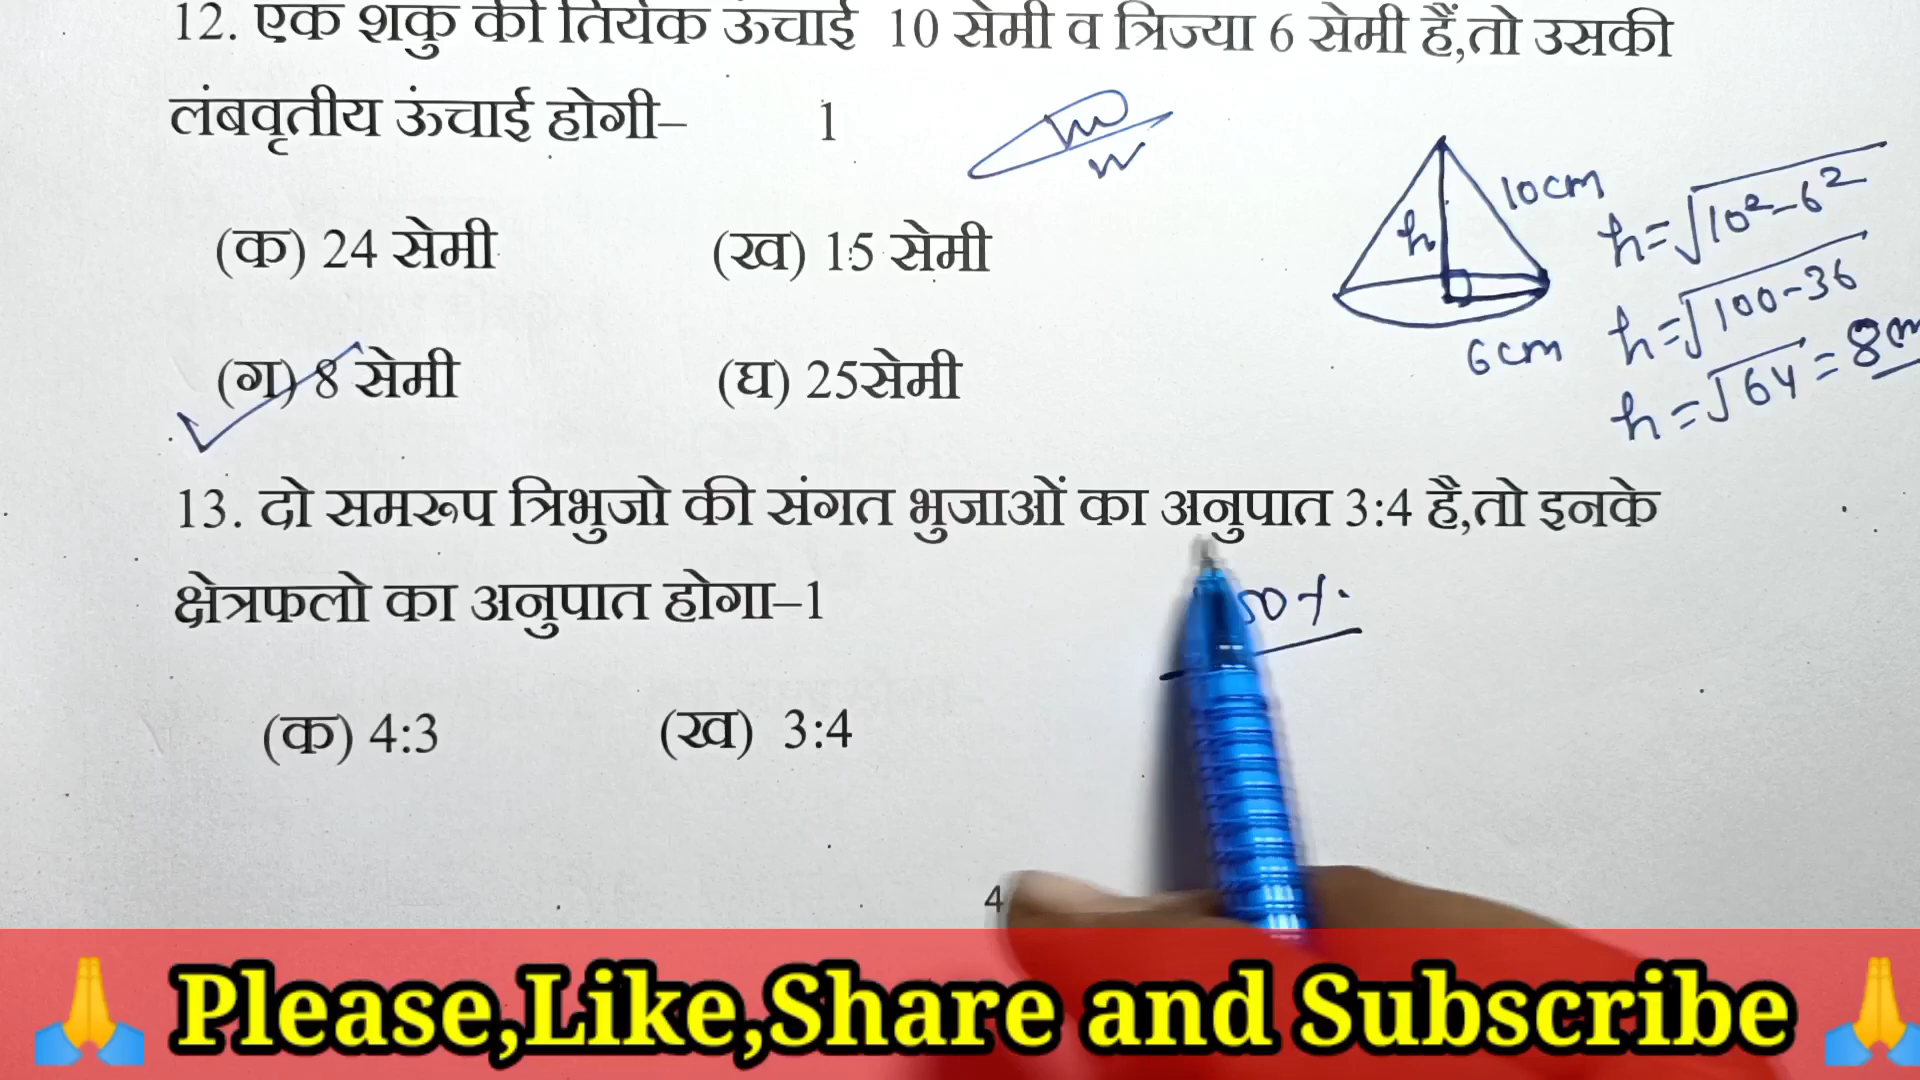 12. एक शंकु की तिर्यक ऊंचाई 10 सेमी व त्रिज्या 6 सेमी हैं,तो उसकी
लंबवृतीय ऊंचाई होगी– 1
(क) 24 सेमी (ख) 15 सेमी
(ग) 8 सेमी (घ) 25सेमी
10cm
h
6cm
h=√10²-6²
h=√100-36
h=√64=8cm
13. दो समरूप त्रिभुजो की संगत भुजाओं का अनुपात 3:4 है,तो इनके
क्षेत्रफलो का अनुपात होगा–1
50%
(क) 4:3 (ख) 3:4
4
🙏 Please,Like,Share and Subscribe 🙏